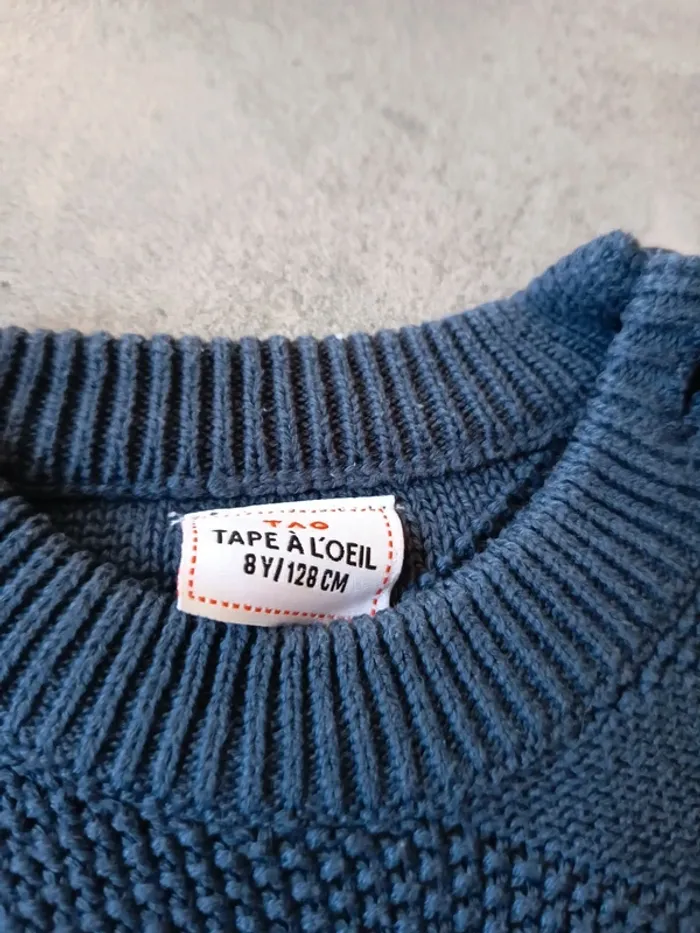 TAO
TAPE À L'OEIL
8 Y/128 CM